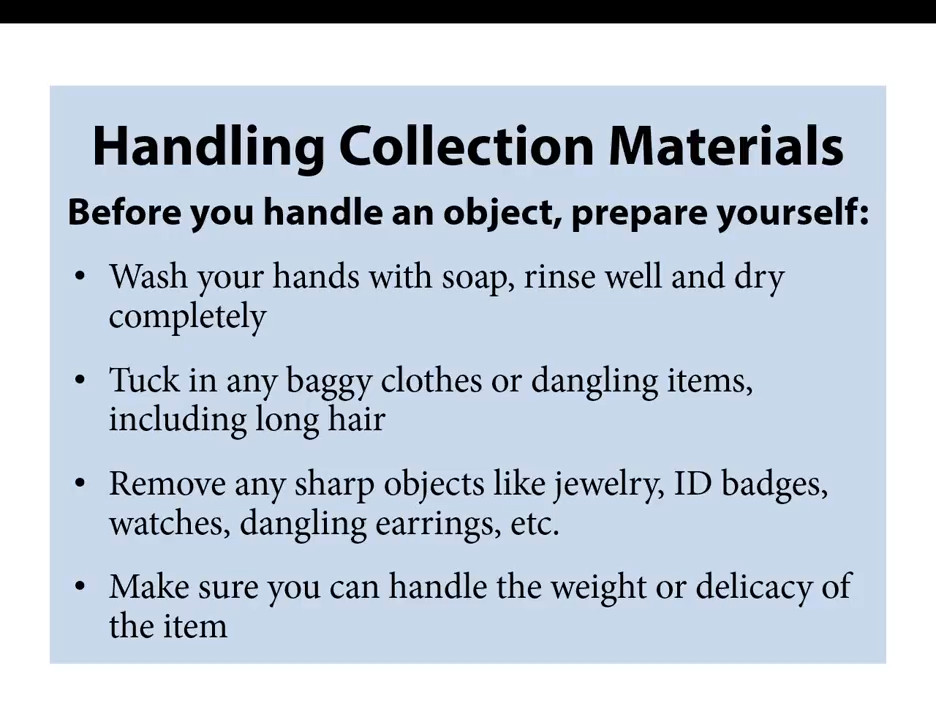 Handling Collection Materials
Before you handle an object, prepare yourself:
• Wash your hands with soap, rinse well and dry
completely
• Tuck in any baggy clothes or dangling items,
including long hair
• Remove any sharp objects like jewelry, ID badges,
watches, dangling earrings, etc.
• Make sure you can handle the weight or delicacy of
the item